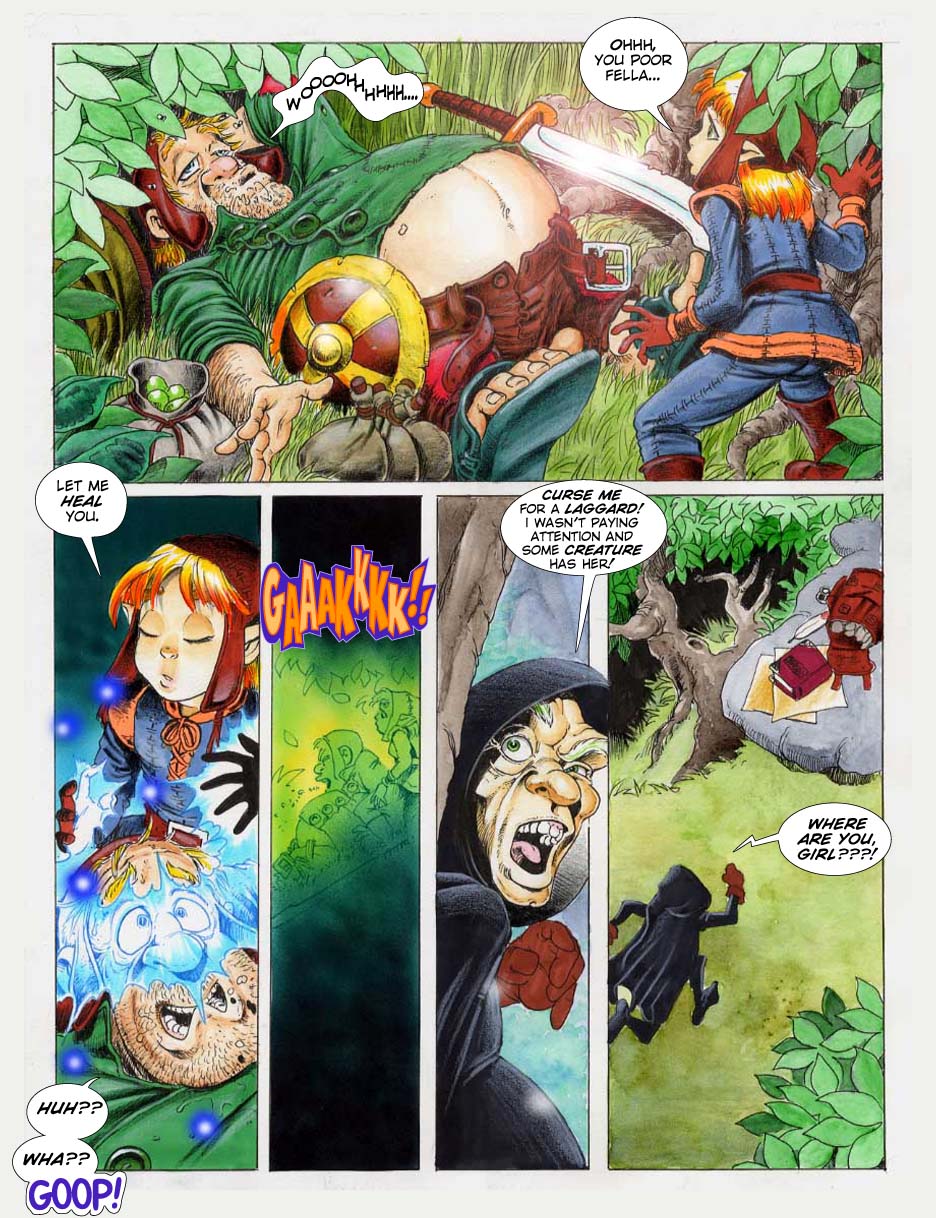 WOOOOHHHHHH....
OHHH,
YOU POOR
FELLA...
LET ME
HEAL
YOU.
HUH??
WHA??
GOOP!
GAAAKKKKK!!
CURSE ME
FOR A LAGGARD!
I WASN'T PAYING
ATTENTION AND
SOME CREATURE
HAS HER!
WHERE
ARE YOU,
GIRL???!